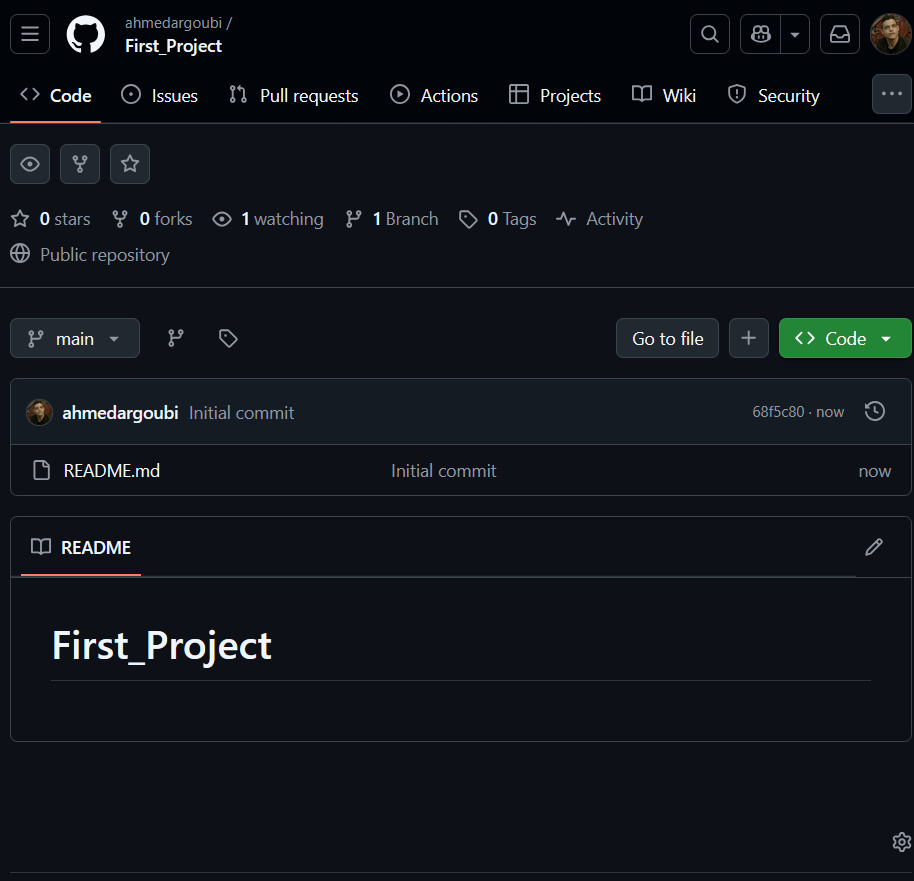 ahmedargoubi /
First_Project
Code Issues Pull requests Actions Projects Wiki Security
0 stars 0 forks 1 watching 1 Branch 0 Tags Activity
Public repository
main Go to file Code
ahmedargoubi Initial commit 68f5c80 · now
README.md Initial commit now
README
First_Project